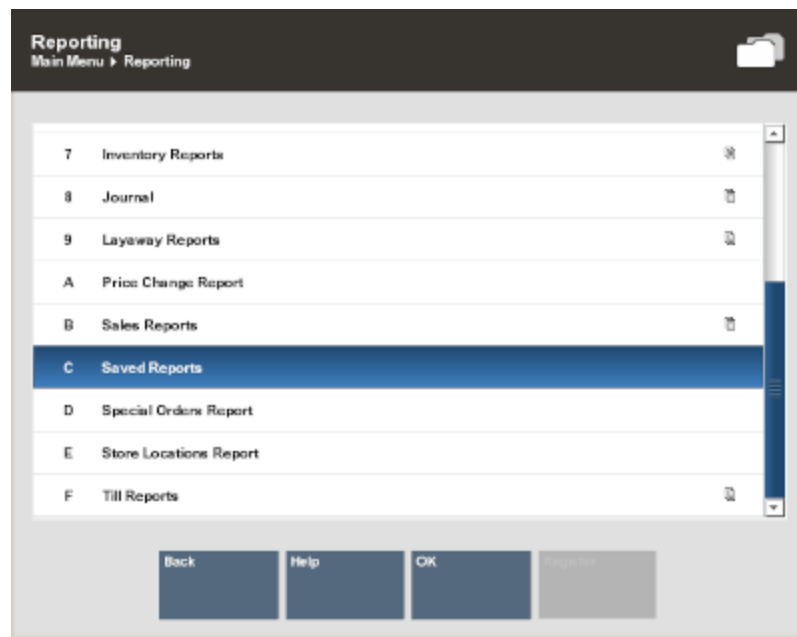 Reporting
Main Menu ▸ Reporting
7 Inventory Reports
8 Journal
9 Layaway Reports
A Price Change Report
B Sales Reports
C Saved Reports
D Special Orders Report
E Store Locations Report
F Till Reports
Back Help OK Register